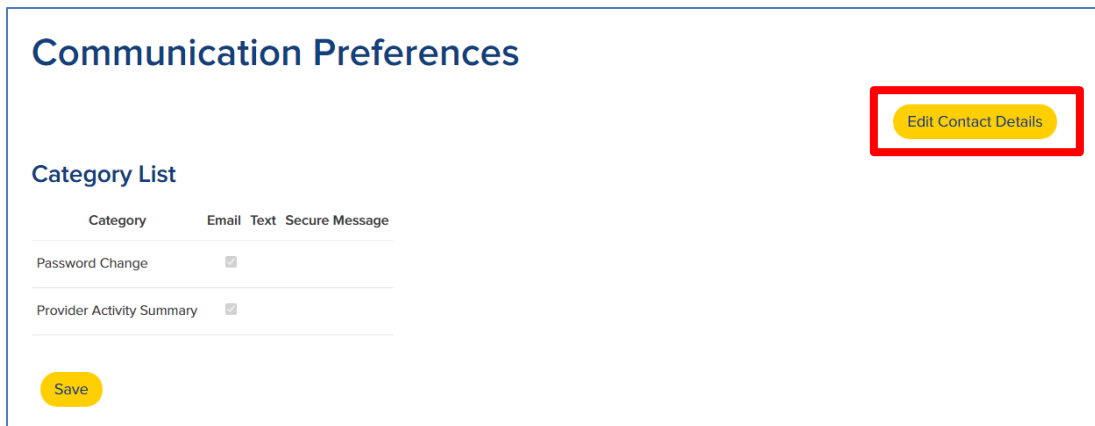 Communication Preferences
Edit Contact Details
Category List
Category Email Text Secure Message
Password Change
Provider Activity Summary
Save